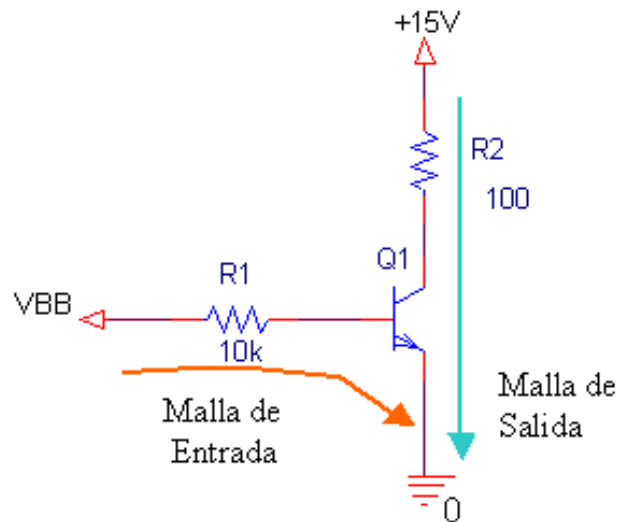 +15V
R2
100
Q1
R1
VBB
10k
Malla de
Entrada
Malla de
Salida
0